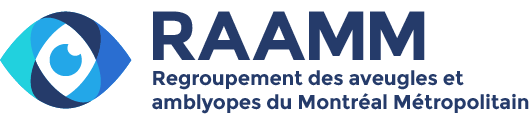 RAAMM
Regroupement des aveugles et
amblyopes du Montréal Métropolitain